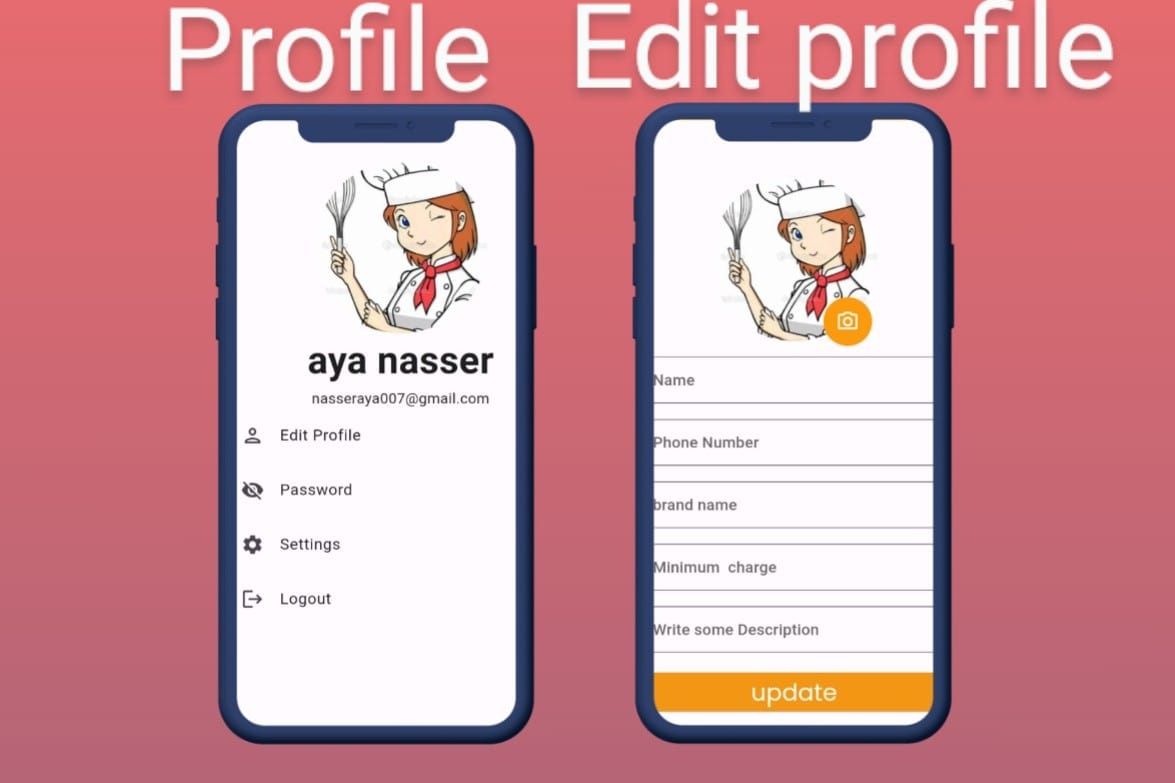 Profile
Edit profile
aya nasser
nasseraya007@gmail.com
Edit Profile
Password
Settings
Logout
Name
Phone Number
brand name
Minimum  charge
Write some Description
update